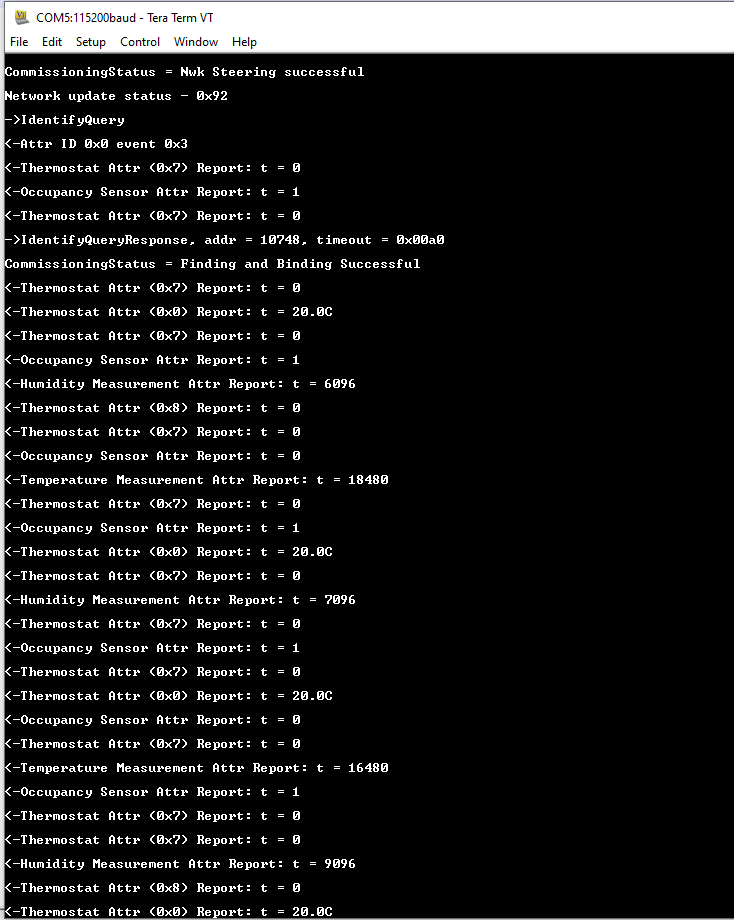 COM5:115200baud - Tera Term VT
File Edit Setup Control Window Help
CommissioningStatus = Nwk Steering successful
Network update status - 0x92
->IdentifyQuery
<-Attr ID 0x0 event 0x3
<-Thermostat Attr (0x7) Report: t = 0
<-Occupancy Sensor Attr Report: t = 1
<-Thermostat Attr (0x7) Report: t = 0
->IdentifyQueryResponse, addr = 10748, timeout = 0x00a0
CommissioningStatus = Finding and Binding Successful
<-Thermostat Attr (0x7) Report: t = 0
<-Thermostat Attr (0x0) Report: t = 20.0C
<-Thermostat Attr (0x7) Report: t = 0
<-Occupancy Sensor Attr Report: t = 1
<-Humidity Measurement Attr Report: t = 6096
<-Thermostat Attr (0x8) Report: t = 0
<-Thermostat Attr (0x7) Report: t = 0
<-Occupancy Sensor Attr Report: t = 0
<-Temperature Measurement Attr Report: t = 18480
<-Thermostat Attr (0x7) Report: t = 0
<-Occupancy Sensor Attr Report: t = 1
<-Thermostat Attr (0x0) Report: t = 20.0C
<-Thermostat Attr (0x7) Report: t = 0
<-Humidity Measurement Attr Report: t = 7096
<-Thermostat Attr (0x7) Report: t = 0
<-Occupancy Sensor Attr Report: t = 1
<-Thermostat Attr (0x7) Report: t = 0
<-Thermostat Attr (0x0) Report: t = 20.0C
<-Occupancy Sensor Attr Report: t = 0
<-Thermostat Attr (0x7) Report: t = 0
<-Temperature Measurement Attr Report: t = 16480
<-Occupancy Sensor Attr Report: t = 1
<-Thermostat Attr (0x7) Report: t = 0
<-Thermostat Attr (0x7) Report: t = 0
<-Humidity Measurement Attr Report: t = 9096
<-Thermostat Attr (0x8) Report: t = 0
<-Thermostat Attr (0x0) Report: t = 20.0C